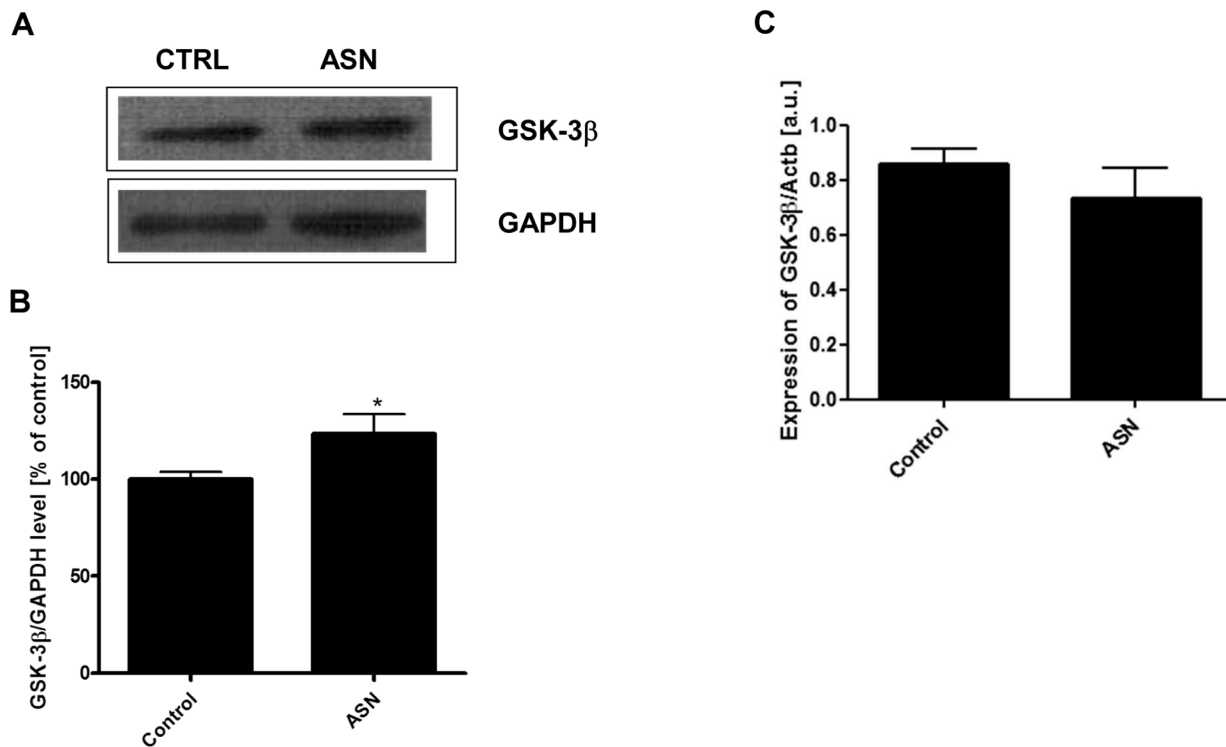 A
CTRL ASN
GSK-3β
GAPDH
B
GSK-3β/GAPDH level [% of control]
150
100
50
0
*
Control
ASN
C
Expression of GSK-3β/Actb [a.u.]
1.0
0.8
0.6
0.4
0.2
0.0
Control
ASN